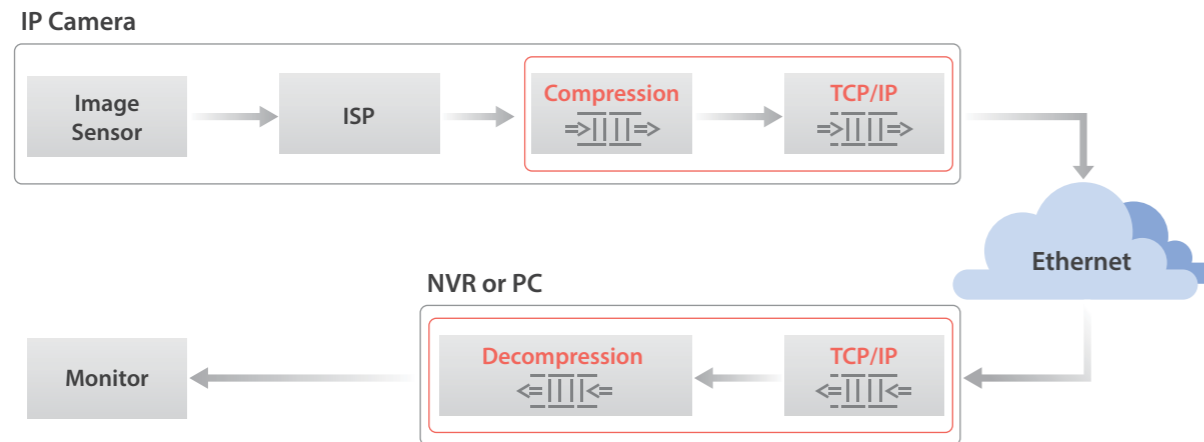 IP Camera
Image
Sensor
ISP
Compression
TCP/IP
Ethernet
NVR or PC
Monitor
Decompression
TCP/IP